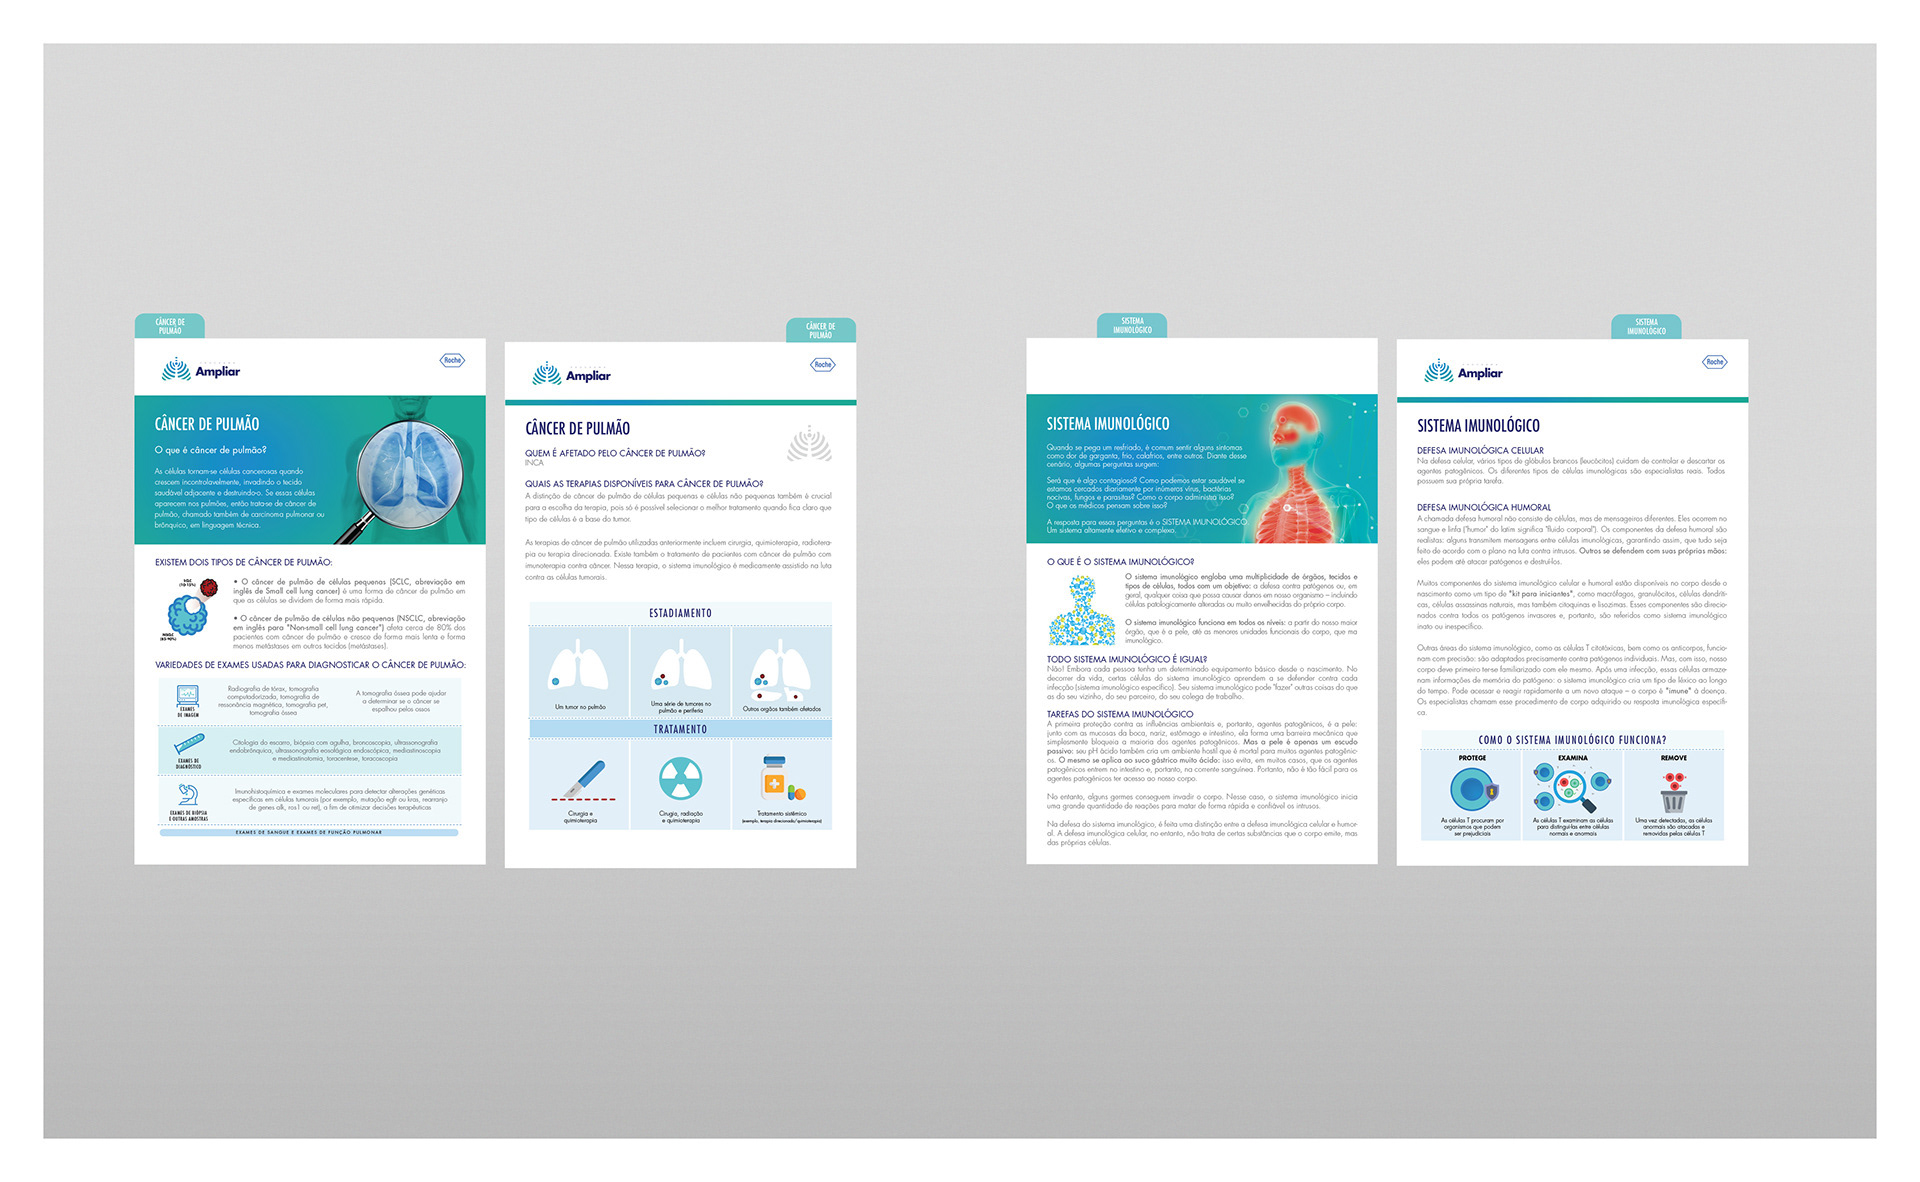 CÂNCER DE
PULMÃO
Ampliar
Roche
CÂNCER DE PULMÃO
O que é câncer de pulmão?
As células tornam-se células cancerosas quando
crescem incontrolavelmente, invadindo o tecido
saudável adjacente e destruindo-o. Se essas células
aparecem nos pulmões, então trata-se de câncer de
pulmão, chamado também de carcinoma pulmonar ou
brônquico, em linguagem técnica.
EXISTEM DOIS TIPOS DE CÂNCER DE PULMÃO:
(10-15%)
NSCLC
(85-90%)
• O câncer de pulmão de células pequenas (SCLC, abreviação em
inglês de Small cell lung cancer) é uma forma de câncer de pulmão em
que as células se dividem de forma mais rápida.
• O câncer de pulmão de células não pequenas (NSCLC, abreviação
em inglês para "Non-small cell lung cancer") afeta cerca de 80% dos
pacientes com câncer de pulmão e cresce de forma mais lenta e forma
menos metástases em outros tecidos (metástases).
VARIEDADES DE EXAMES USADAS PARA DIAGNOSTICAR O CÂNCER DE PULMÃO:
EXAMES
DE IMAGEM
Radiografia de tórax, tomografia
computadorizada, tomografia de
ressonância magnética, tomografia pet,
tomografia óssea
A tomografia óssea pode ajudar
a determinar se o câncer se
espalhou pelos ossos
EXAMES DE
DIAGNÓSTICO
Citologia do escarro, biópsia com agulha, broncoscopia, ultrassonografia
endobrônquica, ultrassonografia esofágica endoscópica, mediastinoscopia
e mediastinotomia, toracentese, toracoscopia
EXAMES DE BIÓPSIA
E OUTRAS AMOSTRAS
Imunohistoquímica e exames moleculares para detectar alterações genéticas
específicas em células tumorais (por exemplo, mutação egfr ou kras, rearranjo
de genes alk, ros1 ou ret), a fim de otimizar decisões terapêuticas
EXAMES DE SANGUE E EXAMES DE FUNÇÃO PULMONAR
CÂNCER DE
PULMÃO
Ampliar
Roche
CÂNCER DE PULMÃO
QUEM É AFETADO PELO CÂNCER DE PULMÃO?
INCA
QUAIS AS TERAPIAS DISPONÍVEIS PARA CÂNCER DE PULMÃO?
A distinção de câncer de pulmão de células pequenas e células não pequenas também é crucial
para a escolha da terapia, pois só é possível selecionar o melhor tratamento quando fica claro que
tipo de células é a base do tumor.
As terapias de câncer de pulmão utilizadas anteriormente incluem cirurgia, quimioterapia, radiotera-
pia ou terapia direcionada. Existe também o tratamento de pacientes com câncer de pulmão com
imunoterapia contra câncer. Nessa terapia, o sistema imunológico é medicamente assistido na luta
contra as células tumorais.
ESTADIAMENTO
Um tumor no pulmão
Uma série de tumores no
pulmão e periferia
Outros orgãos também afetados
TRATAMENTO
Cirurgia e
quimioterapia
Cirugia, radiação
e quimioterapia
Tratamento sistêmico
(exemplo, terapia direcionada/quimioterapia)
SISTEMA
IMUNOLÓGICO
SISTEMA IMUNOLÓGICO
Quando se pega um resfriado, é comum sentir alguns sintomas
como dor de garganta, frio, calafrios, entre outros. Diante desse
cenário, algumas perguntas surgem:
Será que é algo contagioso? Como podemos estar saudável se
estamos cercados diariamente por inúmeros vírus, bactérias
nocivas, fungos e parasitas? Como o corpo administra isso?
O que os médicos pensam sobre isso?
A resposta para essas perguntas é o SISTEMA IMUNOLÓGICO.
Um sistema altamente efetivo e complexo.
O QUE É O SISTEMA IMUNOLÓGICO?
O sistema imunológico engloba uma multiplicidade de órgãos, tecidos e
tipos de células, todos com um objetivo: a defesa contra patógenos ou, em
geral, qualquer coisa que possa causar danos em nosso organismo – incluindo
células patologicamente alteradas ou muito envelhecidas do próprio corpo.
O sistema imunológico funciona em todos os níveis: a partir do nosso maior
órgão, que é a pele, até as menores unidades funcionais do corpo, que ma
imunológico.
TODO SISTEMA IMUNOLÓGICO É IGUAL?
Não! Embora cada pessoa tenha um determinado equipamento básico desde o nascimento. No
decorrer da vida, certas células do sistema imunológico aprendem a se defender contra cada
infecção (sistema imunológico específico). Seu sistema imunológico pode "fazer" outras coisas do que
as do seu vizinho, do seu parceiro, do seu colega de trabalho.
TAREFAS DO SISTEMA IMUNOLÓGICO
A primeira proteção contra as influências ambientais e, portanto, agentes patogênicos, é a pele:
junto com as mucosas da boca, nariz, estômago e intestino, ela forma uma barreira mecânica que
simplesmente bloqueia a maioria dos agentes patogênicos. Mas a pele é apenas um escudo
passivo: seu pH ácido também cria um ambiente hostil que é mortal para muitos agentes patogênic-
os. O mesmo se aplica ao suco gástrico muito ácido: isso evita, em muitos casos, que os agentes
patogênicos entrem no intestino e, portanto, na corrente sanguínea. Portanto, não é tão fácil para os
agentes patogênicos ter acesso ao nosso corpo.
No entanto, alguns germes conseguem invadir o corpo. Nesse caso, o sistema imunológico inicia
uma grande quantidade de reações para matar de forma rápida e confiável os intrusos.
Na defesa do sistema imunológico, é feita uma distinção entre a defesa imunológica celular e humor-
al. A defesa imunológica celular, no entanto, não trata de certas substâncias que o corpo emite, mas
das próprias células.
SISTEMA
IMUNOLÓGICO
Ampliar
Roche
SISTEMA IMUNOLÓGICO
DEFESA IMUNOLÓGICA CELULAR
Na defesa celular, vários tipos de glóbulos brancos (leucócitos) cuidam de controlar e descartar os
agentes patogênicos. Os diferentes tipos de células imunológicas são especialistas reais. Todos
possuem sua própria tarefa.
DEFESA IMUNOLÓGICA HUMORAL
A chamada defesa humoral não consiste de células, mas de mensageiros diferentes. Eles ocorrem no
sangue e linfa ("humor" do latim significa "fluido corporal"). Os componentes da defesa humoral são
realistas: alguns transmitem mensagens entre células imunológicas, garantindo assim, que tudo seja
feito de acordo com o plano na luta contra intrusos. Outros se defendem com suas próprias mãos:
eles podem até atacar patógenos e destruí-los.
Muitos componentes do sistema imunológico celular e humoral estão disponíveis no corpo desde o
nascimento como um tipo de "kit para iniciantes", como macrófagos, granulócitos, células dendríti-
cas, células assassinas naturais, mas também citoquinas e lisozimas. Esses componentes são direcio-
nados contra todos os patógenos invasores e, portanto, são referidos como sistema imunológico
inato ou inespecífico.
Outras áreas do sistema imunológico, como as células T citotóxicas, bem como os anticorpos, funcio-
nam com precisão: são adaptados precisamente contra patógenos individuais. Mas, com isso, nosso
corpo deve primeiro ter-se familiarizado com ele mesmo. Após uma infecção, essas células armaze-
nam informações de memória do patógeno: o sistema imunológico cria um tipo de léxico ao longo
do tempo. Pode acessar e reagir rapidamente a um novo ataque – o corpo é "imune" à doença.
Os especialistas chamam esse procedimento de corpo adquirido ou resposta imunológica específi-
ca.
COMO O SISTEMA IMUNOLÓGICO FUNCIONA?
PROTEGE
EXAMINA
REMOVE
As células T procuram por
organismos que podem
ser prejudiciais
As células T examinam as células
para distingui-las entre células
normais e anormais
Uma vez detectadas, as células
anormais são atacadas e
removidas pelas células T